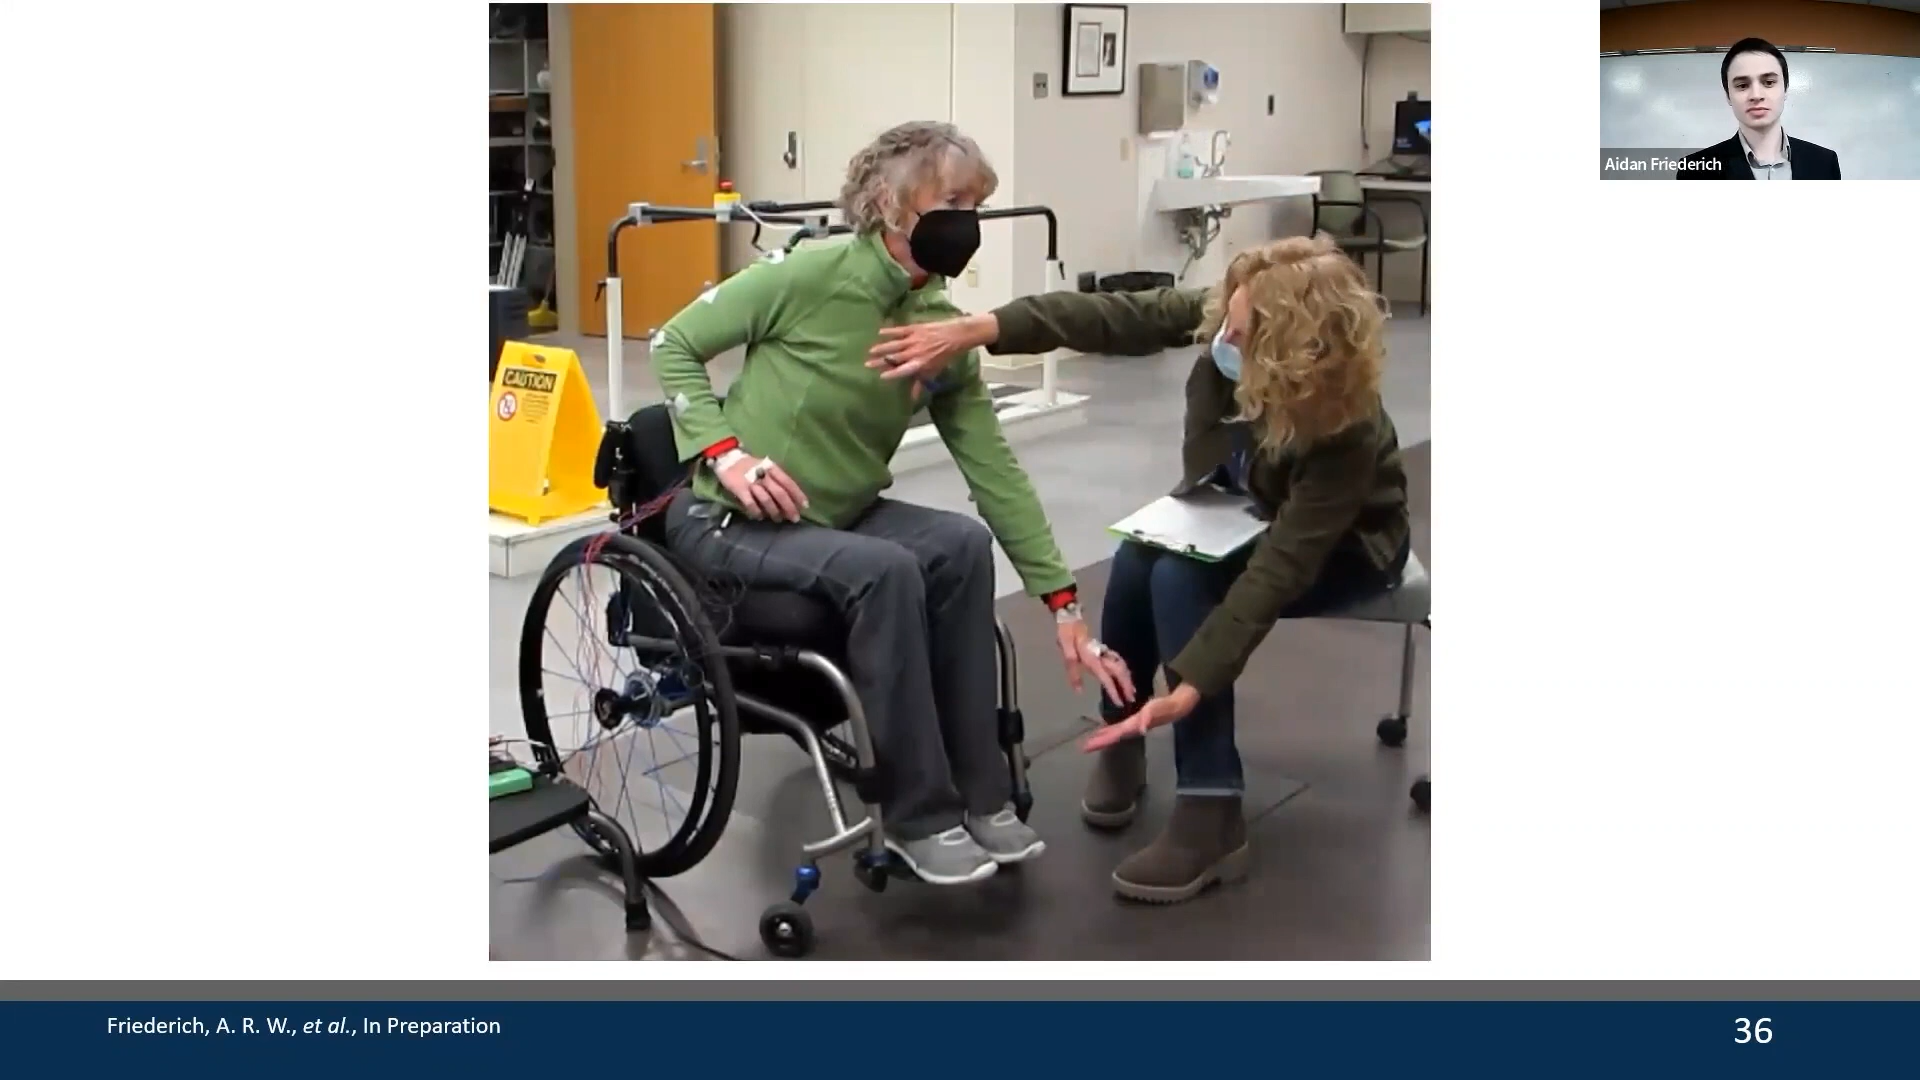 Aidan Friederich
CAUTION
Friederich, A. R. W., et al., In Preparation
36